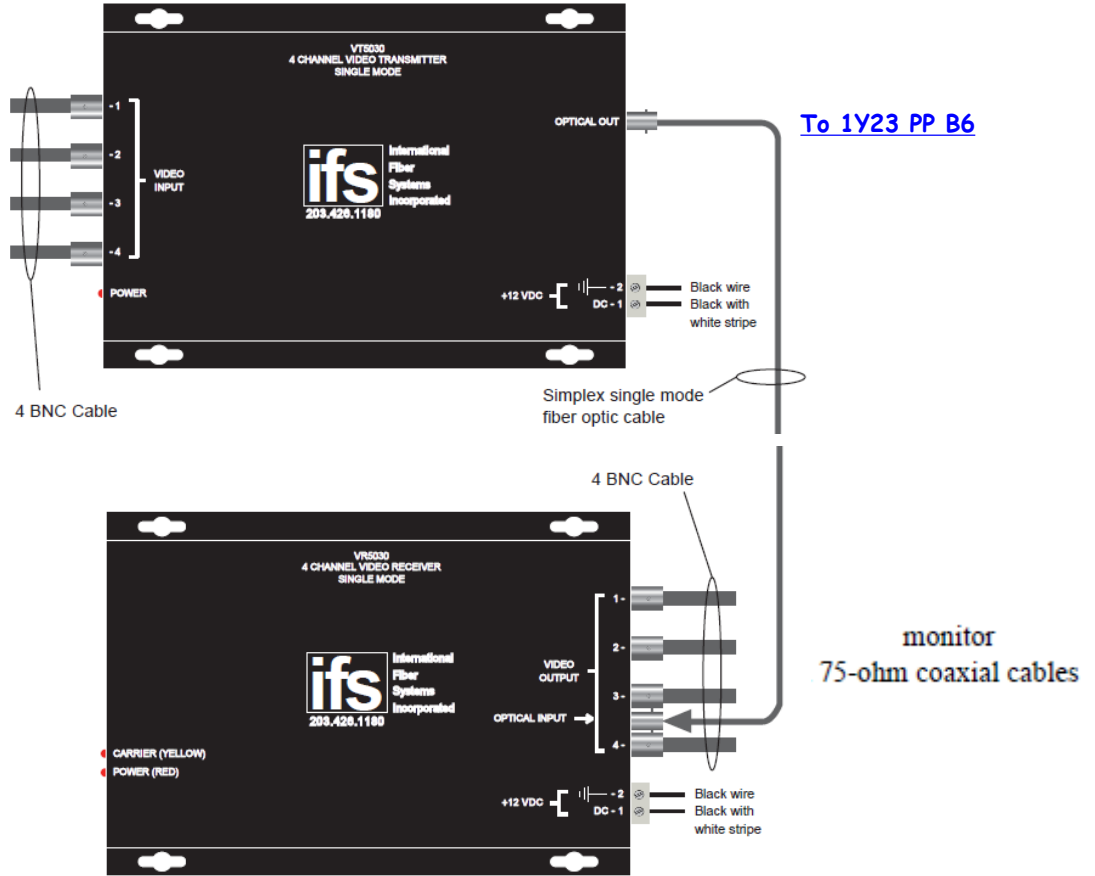 VT5030
4 CHANNEL VIDEO TRANSMITTER
SINGLE MODE
-1
-2
-3
-4
VIDEO
INPUT
POWER
ifs
International
Fiber
Systems
Incorporated
203.426.1180
OPTICAL OUT
To 1Y23 PP B6
+12 VDC
- 2
DC - 1
Black wire
Black with
white stripe
4 BNC Cable
Simplex single mode
fiber optic cable
4 BNC Cable
VR5030
4 CHANNEL VIDEO RECEIVER
SINGLE MODE
1-
2-
3-
4-
VIDEO
OUTPUT
OPTICAL INPUT
ifs
International
Fiber
Systems
Incorporated
203.426.1180
monitor
75-ohm coaxial cables
CARRIER (YELLOW)
POWER (RED)
+12 VDC
- 2
DC - 1
Black wire
Black with
white stripe